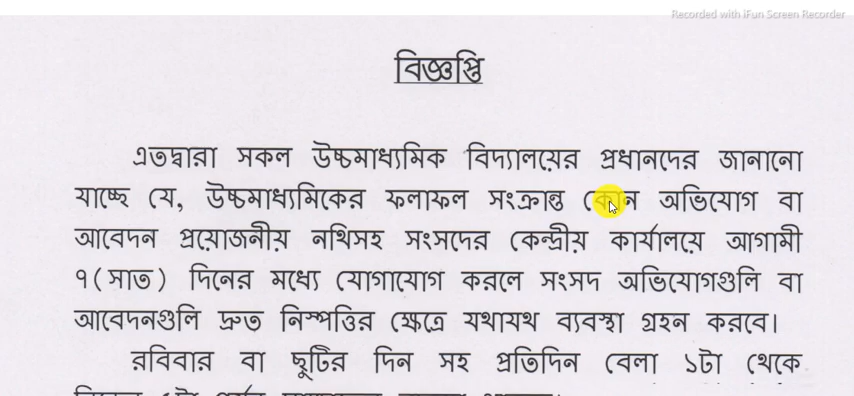 Recorded with iFun Screen Recorder
বিজ্ঞপ্তি
এতদ্বারা সকল উচ্চমাধ্যমিক বিদ্যালয়ের প্রধানদের জানানো
যাচ্ছে যে, উচ্চমাধ্যমিকের ফলাফল সংক্রান্ত কোন অভিযোগ বা
আবেদন প্রয়োজনীয় নথিসহ সংসদের কেন্দ্রীয় কার্যালয়ে আগামী
৭(সাত) দিনের মধ্যে যোগাযোগ করলে সংসদ অভিযোগগুলি বা
আবেদনগুলি দ্রুত নিস্পত্তির ক্ষেত্রে যথাযথ ব্যবস্থা গ্রহন করবে।
রবিবার বা ছুটির দিন সহ প্রতিদিন বেলা ১টা থেকে